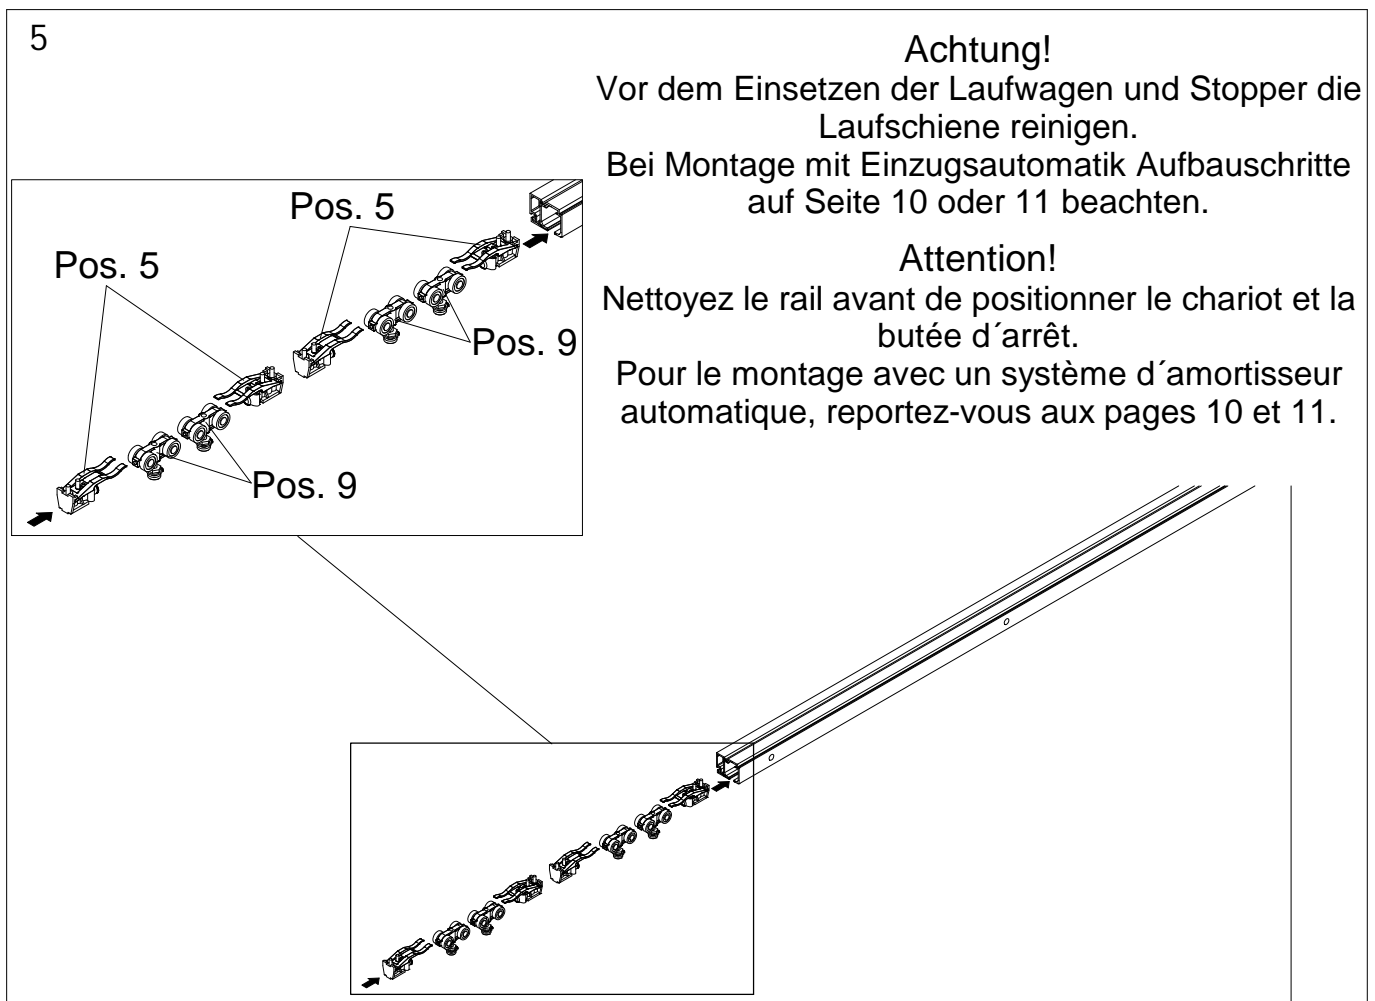 5
Achtung!
Vor dem Einsetzen der Laufwagen und Stopper die
Laufschiene reinigen.
Bei Montage mit Einzugsautomatik Aufbauschritte
auf Seite 10 oder 11 beachten.
Attention!
Nettoyez le rail avant de positionner le chariot et la
butée d´arrêt.
Pour le montage avec un système d´amortisseur
automatique, reportez-vous aux pages 10 et 11.
Pos. 5
Pos. 5
Pos. 9
Pos. 9